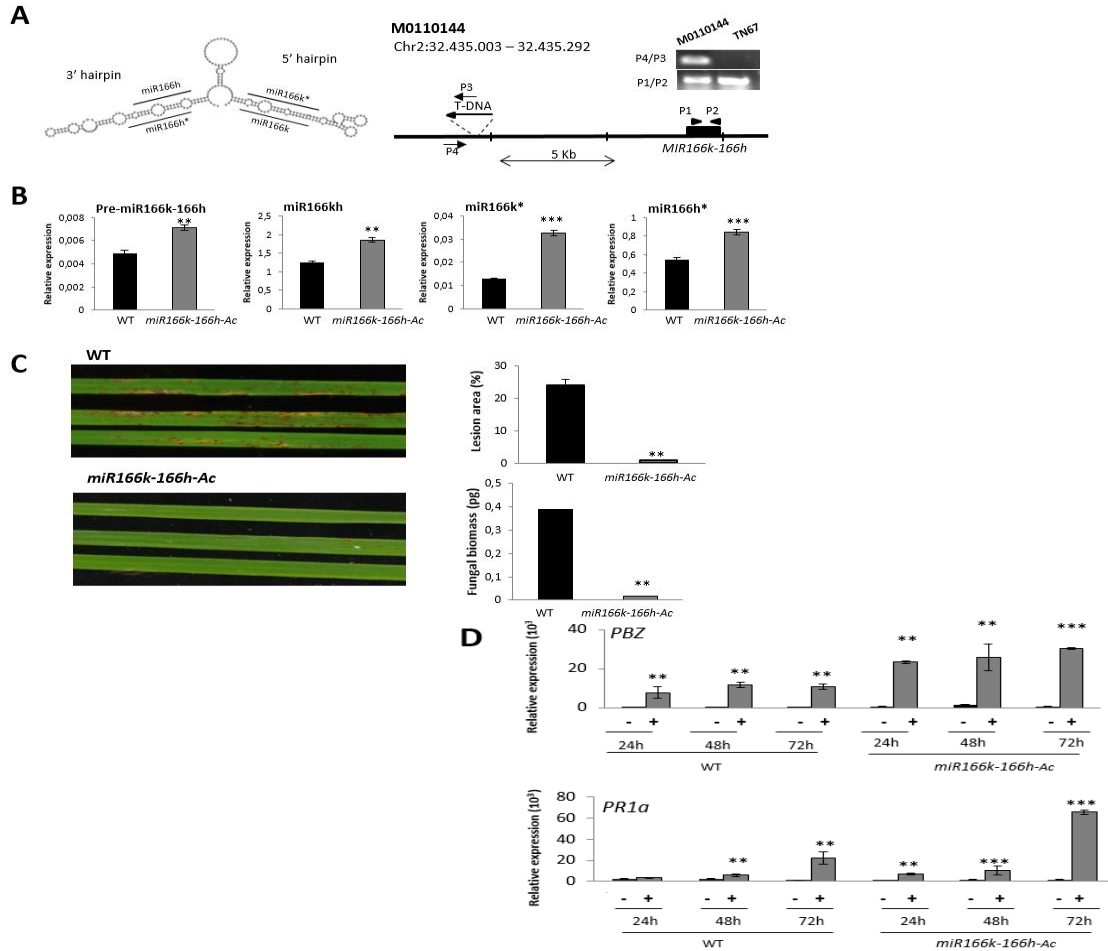 A
M0110144
Chr2:32.435.003 – 32.435.292
3’ hairpin
5’ hairpin
miR166h
miR166h*
miR166k*
miR166k
M0110144 TN67
P4/P3
P1/P2
P3
T-DNA
P4
P1 P2
5 Kb
MIR166k-166h
B
Pre-miR166k-166h
Relative expression
0,008
0,006
0,004
0,002
0
**
WT miR166k-166h-Ac
miR166kh
Relative expression
2,5
2
1,5
1
0,5
0
**
WT miR166k-166h-Ac
miR166k*
Relative expression
0,04
0,03
0,02
0,01
0
***
WT miR166k-166h-Ac
miR166h*
Relative expression
1
0,8
0,6
0,4
0,2
0
***
WT miR166k-166h-Ac
C
WT
miR166k-166h-Ac
Lesion area (%)
30
20
10
0
**
WT miR166k-166h-Ac
Fungal biomass (pg)
0,5
0,4
0,3
0,2
0,1
0
**
WT miR166k-166h-Ac
D
PBZ
Relative expression (10³
40
20
0
** ** ** ** ** ***
- + - + - + - + - + - +
24h 48h 72h 24h 48h 72h
WT miR166k-166h-Ac
PR1a
Relative expression (10³)
80
60
40
20
0
** ** ** *** ***
- + - + - + - + - + - +
24h 48h 72h 24h 48h 72h
WT miR166k-166h-Ac